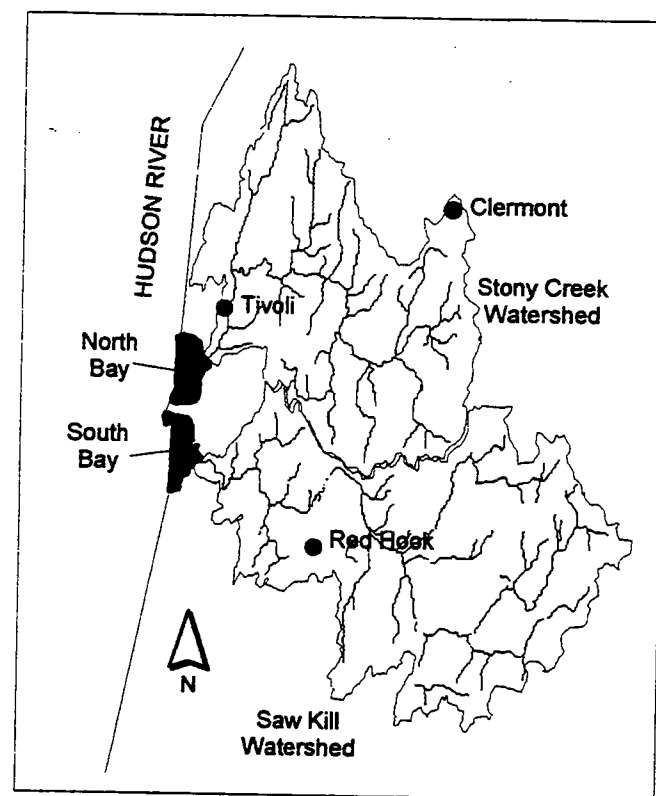 HUDSON RIVER
Clermont
Stony Creek
Watershed
Tivoli
North
Bay
South
Bay
Red Hook
N
Saw Kill
Watershed